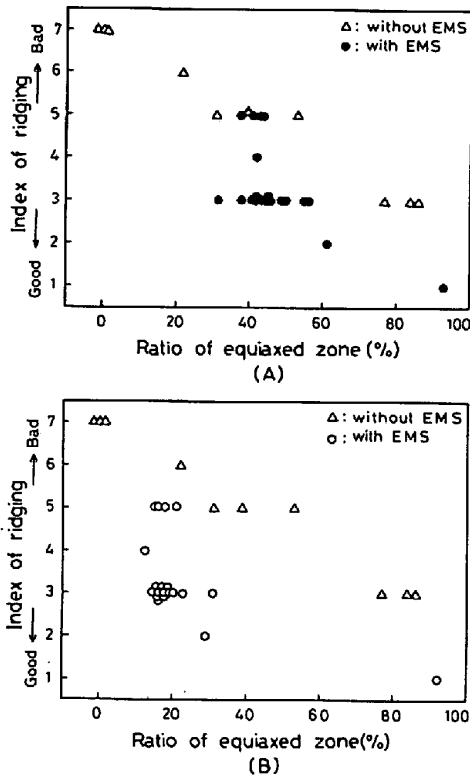 △: without EMS
●: with EMS
Index of ridging
Good ← → Bad
7
6
5
4
3
2
1
0 20 40 60 80 100
Ratio of equiaxed zone (%)
(A)
△: without EMS
○: with EMS
Index of ridging
Good ← → Bad
7
6
5
4
3
2
1
0 20 40 60 80 100
Ratio of equiaxed zone(%)
(B)